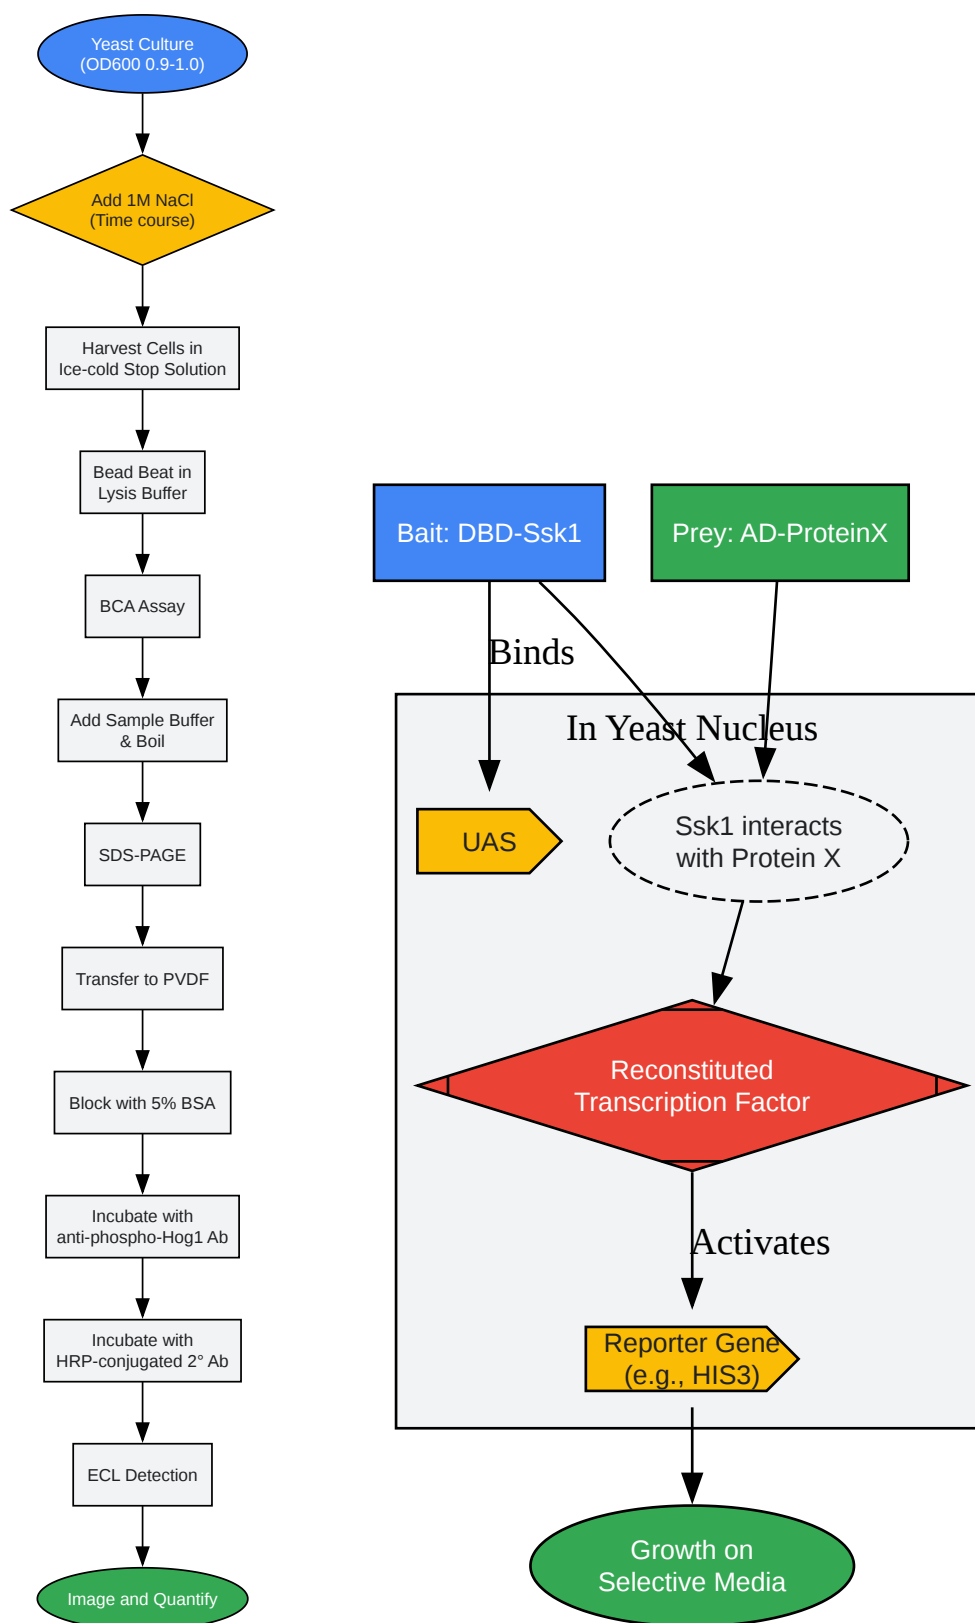 Yeast Culture
(OD600 0.9-1.0)
Add 1M NaCl
(Time course)
Harvest Cells in
Ice-cold Stop Solution
Bead Beat in
Lysis Buffer
BCA Assay
Add Sample Buffer
& Boil
SDS-PAGE
Transfer to PVDF
Block with 5% BSA
Incubate with
anti-phospho-Hog1 Ab
Incubate with
HRP-conjugated 2° Ab
ECL Detection
Image and Quantify
Bait: DBD-Ssk1
Prey: AD-ProteinX
Binds
In Yeast Nucleus
UAS
Ssk1 interacts
with Protein X
Reconstituted
Transcription Factor
Activates
Reporter Gene
(e.g., HIS3)
Growth on
Selective Media